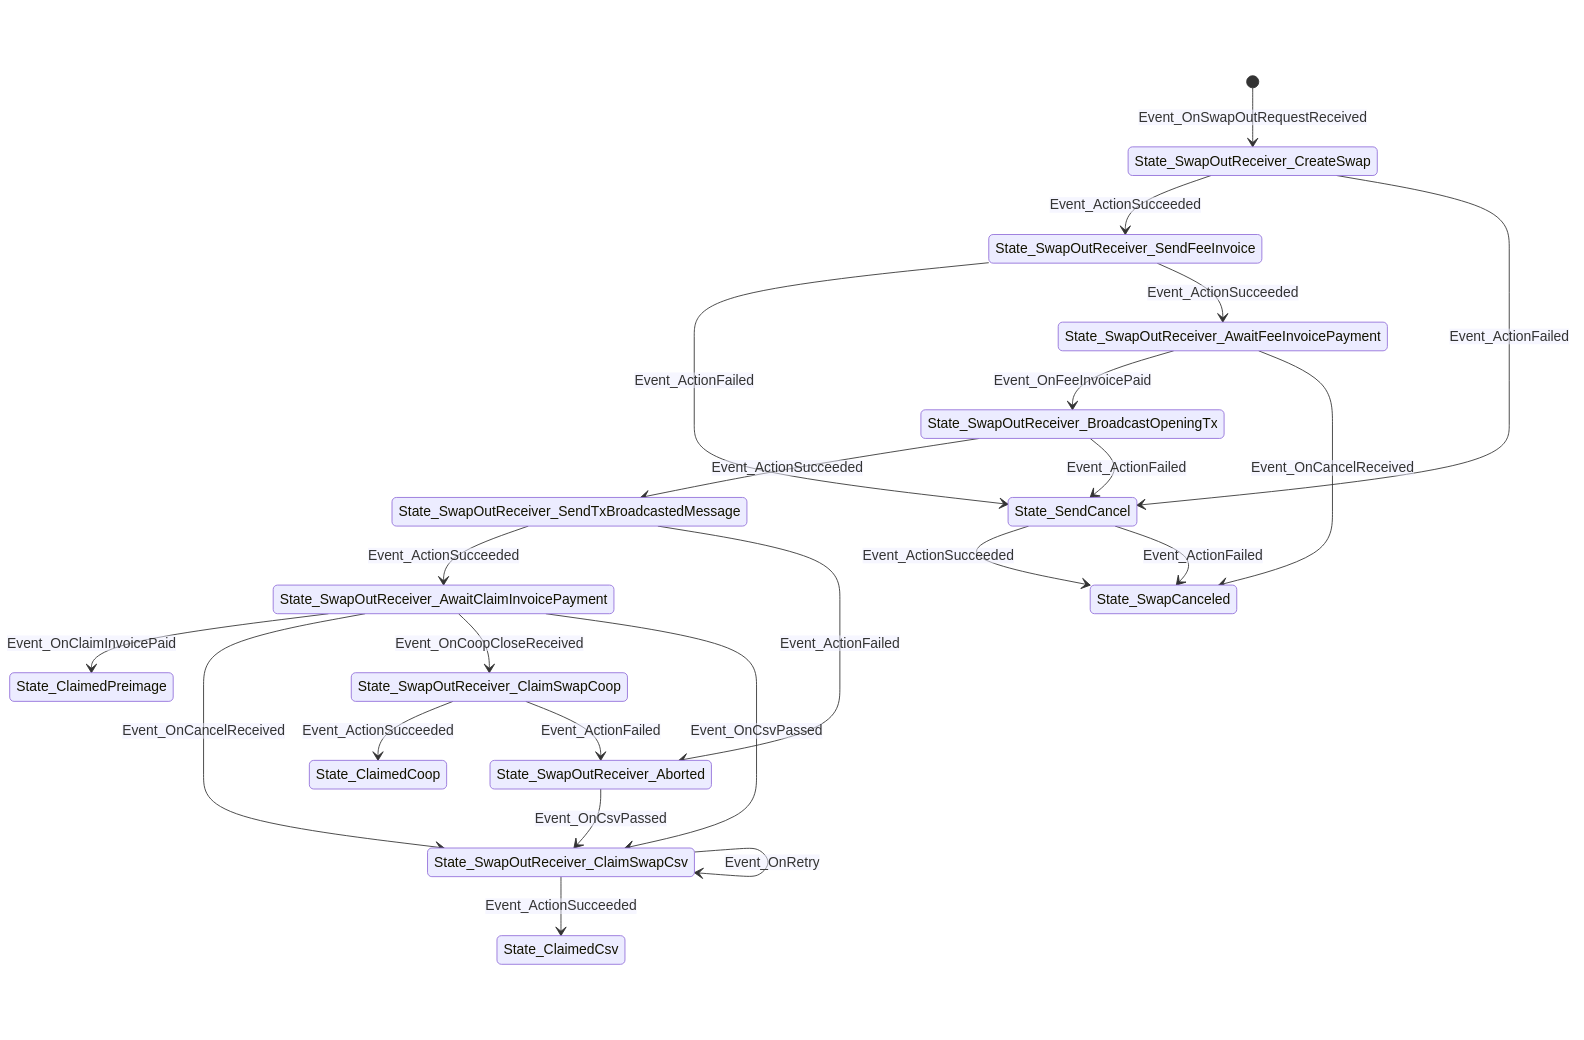 Event_OnSwapOutRequestReceived
State_SwapOutReceiver_CreateSwap
Event_ActionSucceeded
State_SwapOutReceiver_SendFeeInvoice
Event_ActionSucceeded
State_SwapOutReceiver_AwaitFeeInvoicePayment
Event_ActionFailed
Event_ActionFailed
Event_OnFeeInvoicePaid
State_SwapOutReceiver_BroadcastOpeningTx
Event_ActionSucceeded
Event_ActionFailed
Event_OnCancelReceived
State_SwapOutReceiver_SendTxBroadcastedMessage
State_SendCancel
Event_ActionSucceeded
Event_ActionSucceeded
Event_ActionFailed
State_SwapOutReceiver_AwaitClaimInvoicePayment
State_SwapCanceled
Event_OnClaimInvoicePaid
Event_OnCoopCloseReceived
Event_ActionFailed
State_ClaimedPreimage
State_SwapOutReceiver_ClaimSwapCoop
Event_OnCancelReceived
Event_ActionSucceeded
Event_ActionFailed
Event_OnCsvPassed
State_ClaimedCoop
State_SwapOutReceiver_Aborted
Event_OnCsvPassed
State_SwapOutReceiver_ClaimSwapCsv
Event_OnRetry
Event_ActionSucceeded
State_ClaimedCsv